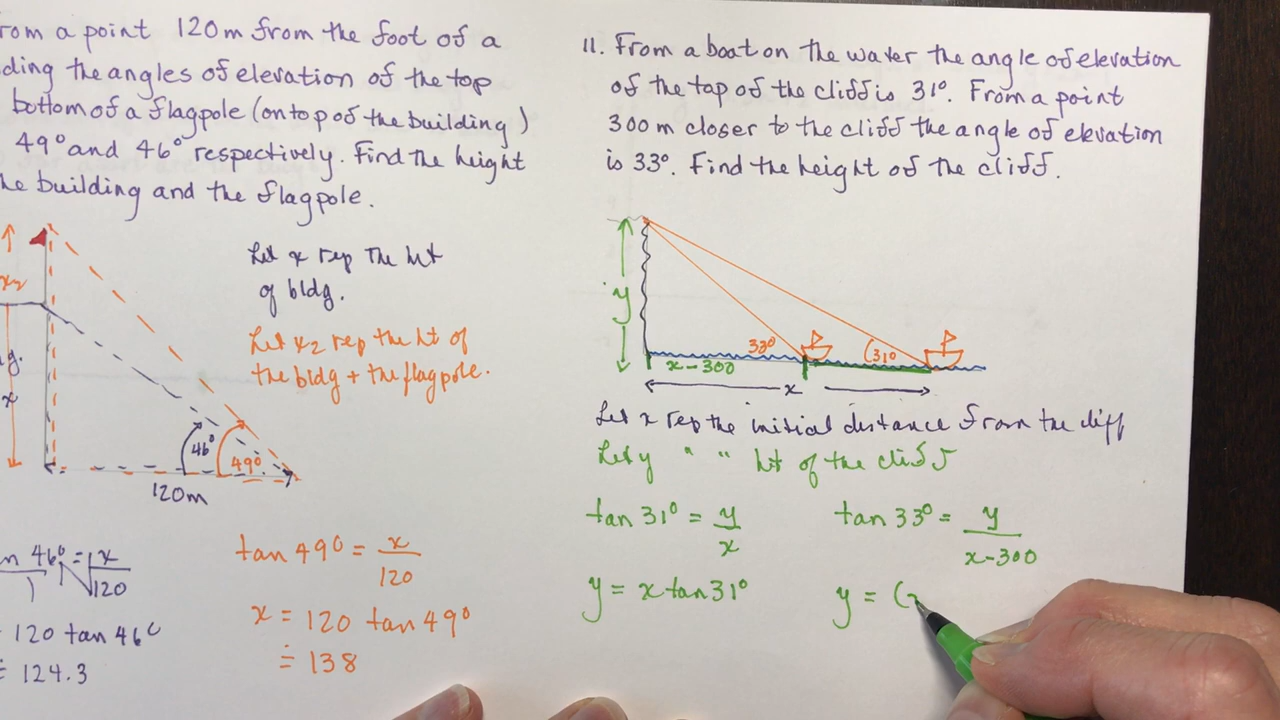 rom a point 120m from the foot of a
ding the angles of elevation of the top
bottom of a flagpole (on top of the building)
49° and 46° respectively. Find the height
he building and the flagpole.
x2
g.
x
46°
49°
120m
Let x rep the ht
of bldg.
Let x2 rep the ht of
the bldg + the flagpole.
n 46° = x
1 120
120 tan 46°
≐ 124.3
tan 49° = x
120
x = 120 tan 49°
≐ 138
11. From a boat on the water the angle of elevation
of the top of the cliff is 31°. From a point
300 m closer to the cliff the angle of elevation
is 33°. Find the height of the cliff.
y
33°
31°
x-300
x
Let x rep the initial distance from the cliff
Let y " " ht of the cliff
tan 31° = y
x
y = x tan 31°
tan 33° = y
x-300
y = (